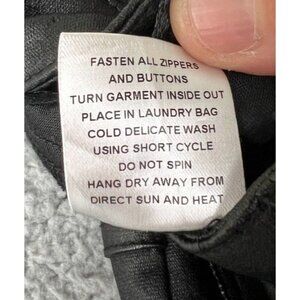 FASTEN ALL ZIPPERS
AND BUTTONS
TURN GARMENT INSIDE OUT
PLACE IN LAUNDRY BAG
COLD DELICATE WASH
USING SHORT CYCLE
DO NOT SPIN
HANG DRY AWAY FROM
DIRECT SUN AND HEAT